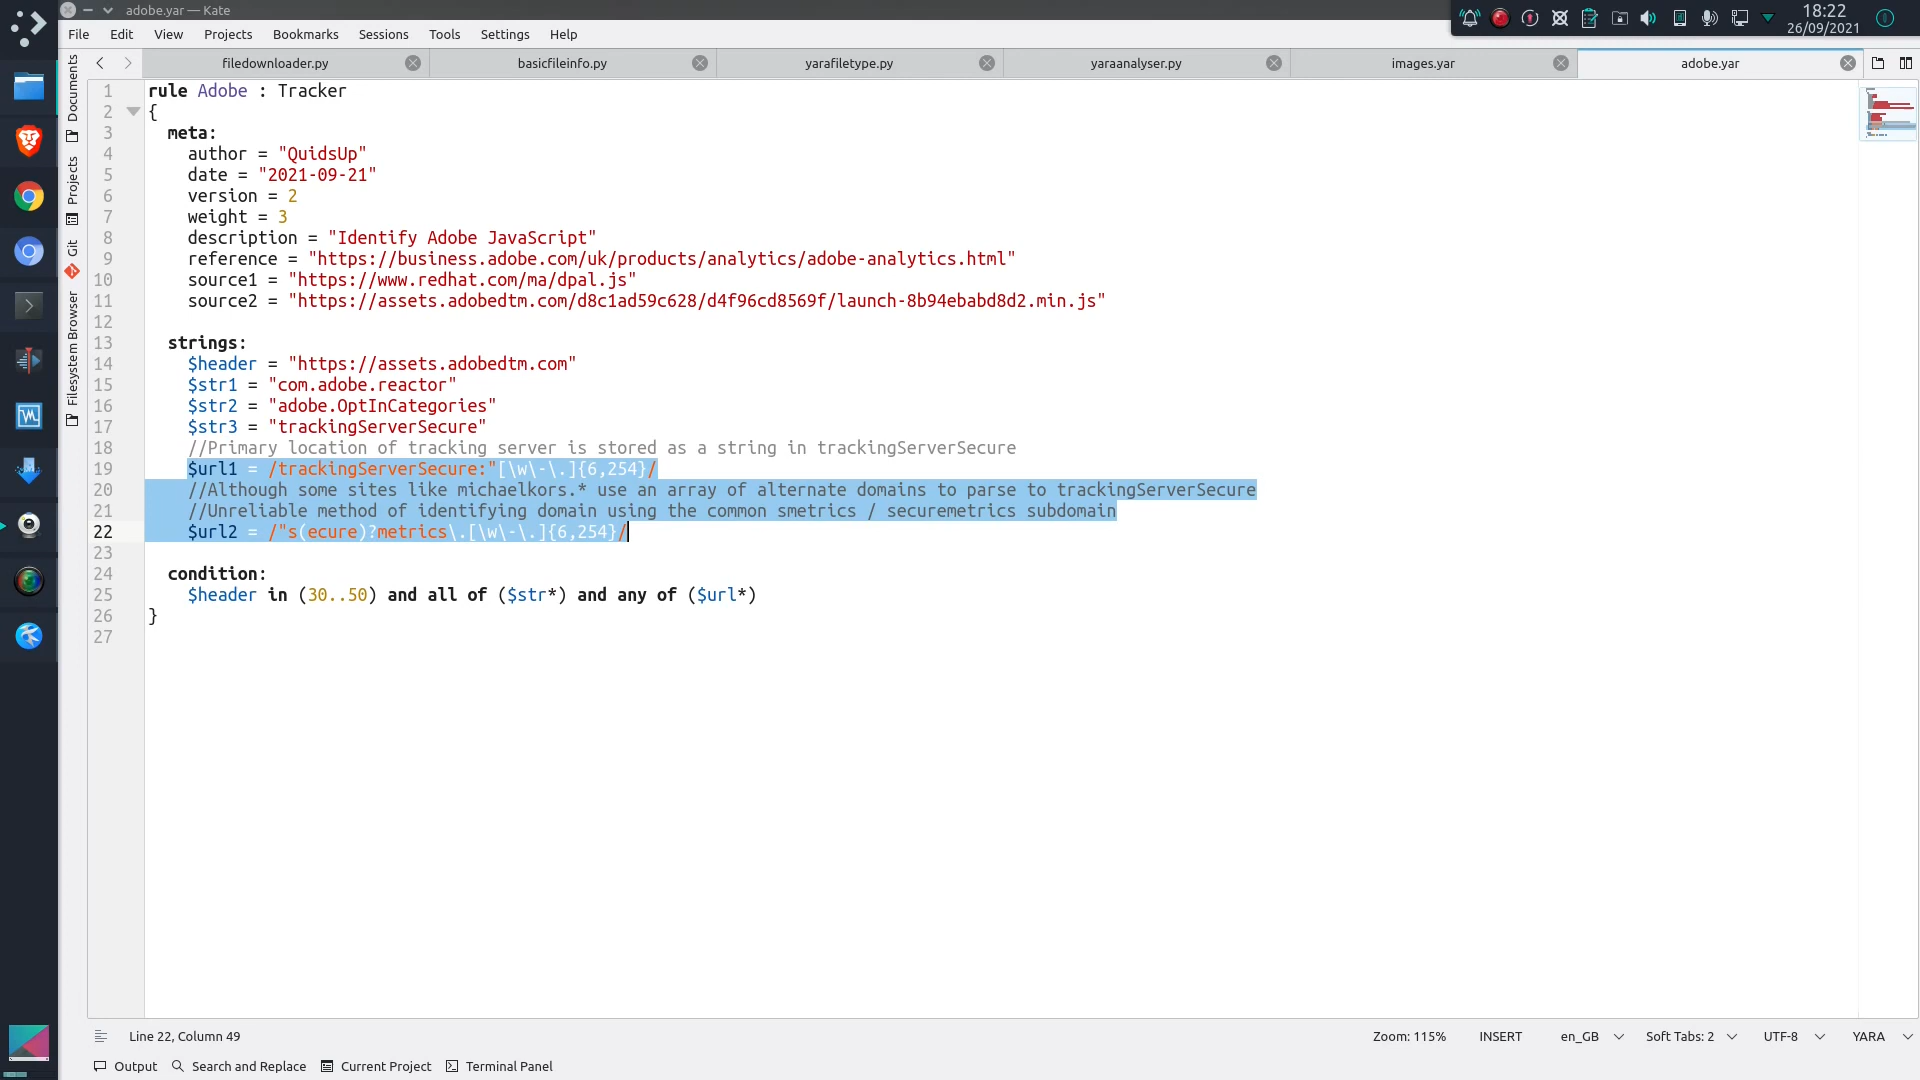 adobe.yar — Kate
18:22
26/09/2021
File Edit View Projects Bookmarks Sessions Tools Settings Help
filedownloader.py basicfileinfo.py yarafiletype.py yaraanalyser.py images.yar adobe.yar
Documents
Projects
Git
Filesystem Browser
1 rule Adobe : Tracker
2 {
3 meta:
4 author = "QuidsUp"
5 date = "2021-09-21"
6 version = 2
7 weight = 3
8 description = "Identify Adobe JavaScript"
9 reference = "https://business.adobe.com/uk/products/analytics/adobe-analytics.html"
10 source1 = "https://www.redhat.com/ma/dpal.js"
11 source2 = "https://assets.adobedtm.com/d8c1ad59c628/d4f96cd8569f/launch-8b94ebabd8d2.min.js"
12
13 strings:
14 $header = "https://assets.adobedtm.com"
15 $str1 = "com.adobe.reactor"
16 $str2 = "adobe.OptInCategories"
17 $str3 = "trackingServerSecure"
18 //Primary location of tracking server is stored as a string in trackingServerSecure
19 $url1 = /trackingServerSecure:"[\w\-\.]{6,254}/
20 //Although some sites like michaelkors.* use an array of alternate domains to parse to trackingServerSecure
21 //Unreliable method of identifying domain using the common smetrics / securemetrics subdomain
22 $url2 = /"s(ecure)?metrics\.[\w\-\.]{6,254}/
23
24 condition:
25 $header in (30..50) and all of ($str*) and any of ($url*)
26 }
27
Line 22, Column 49 Zoom: 115% INSERT en_GB Soft Tabs: 2 UTF-8 YARA
Output Search and Replace Current Project Terminal Panel